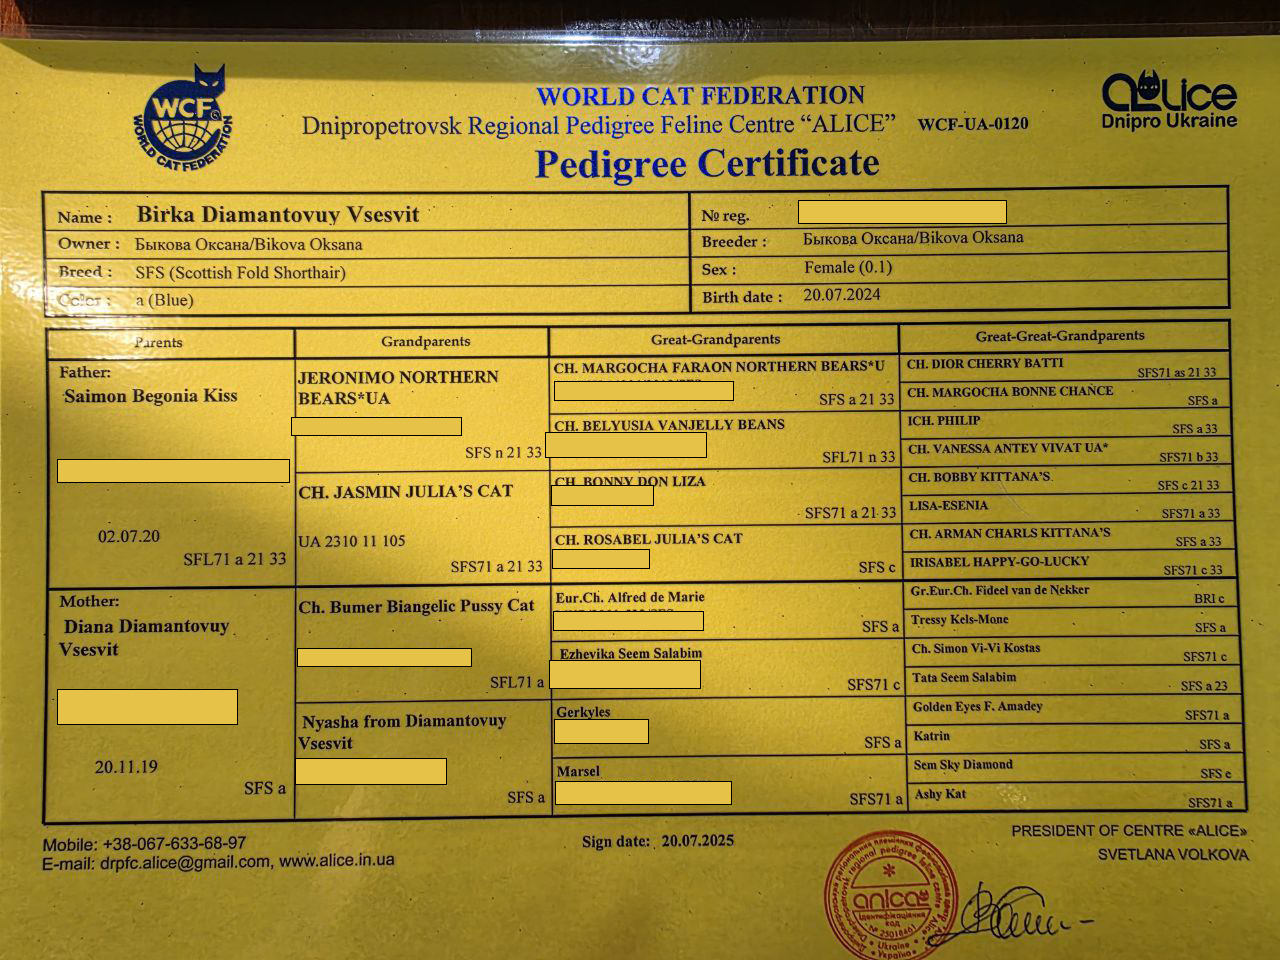 WCF
WORLD CAT FEDERATION
WORLD CAT FEDERATION
Dnipropetrovsk Regional Pedigree Feline Centre “ALICE” WCF-UA-0120
Pedigree Certificate
ALice
Dnipro Ukraine
Name : Birka Diamantovuy Vsesvit
№ reg.
Owner : Быкова Оксана/Bikova Oksana
Breeder : Быкова Оксана/Bikova Oksana
Breed : SFS (Scottish Fold Shorthair)
Sex : Female (0.1)
Color : a (Blue)
Birth date : 20.07.2024
Parents
Grandparents
Great-Grandparents
Great-Great-Grandparents
Father:
Saimon Begonia Kiss
02.07.20
SFL71 a 21 33
JERONIMO NORTHERN
BEARS*UA
SFS n 21 33
CH. JASMIN JULIA’S CAT
UA 2310 11 105
SFS71 a 21 33
CH. MARGOCHA FARAON NORTHERN BEARS*U
SFS a 21 33
CH. BELYUSIA VANJELLY BEANS
SFL71 n 33
CH. BONNY DON LIZA
SFS71 a 21 33
CH. ROSABEL JULIA’S CAT
SFS c
CH. DIOR CHERRY BATTI
SFS71 as 21 33
CH. MARGOCHA BONNE CHANCE
SFS a
ICH. PHILIP
SFS a 33
CH. VANESSA ANTEY VIVAT UA*
SFS71 b 33
CH. BOBBY KITTANA’S
SFS c 21 33
LISA-ESENIA
SFS71 a 33
CH. ARMAN CHARLS KITTANA’S
SFS a 33
IRISABEL HAPPY-GO-LUCKY
SFS71 c 33
Mother:
Diana Diamantovuy
Vsesvit
20.11.19
SFS a
Ch. Bumer Biangelic Pussy Cat
SFL71 a
Nyasha from Diamantovuy
Vsesvit
SFS a
Eur.Ch. Alfred de Marie
SFS a
Ezhevika Seem Salabim
SFS71 c
Gerkyles
SFS a
Marsel
SFS71 a
Gr.Eur.Ch. Fideel van de Nekker
BRI c
Tressy Kels-Mone
SFS a
Ch. Simon Vi-Vi Kostas
SFS71 c
Tata Seem Salabim
SFS a 23
Golden Eyes F. Amadey
SFS71 a
Katrin
SFS a
Sem Sky Diamond
SFS e
Ashy Kat
SFS71 a
Mobile: +38-067-633-68-97
E-mail: drpfc.alice@gmail.com, www.alice.in.ua
Sign date: 20.07.2025
PRESIDENT OF CENTRE «ALICE»
SVETLANA VOLKOVA
regional pedigree feline
Ідентифікаційний
код
Ukraine
Україна